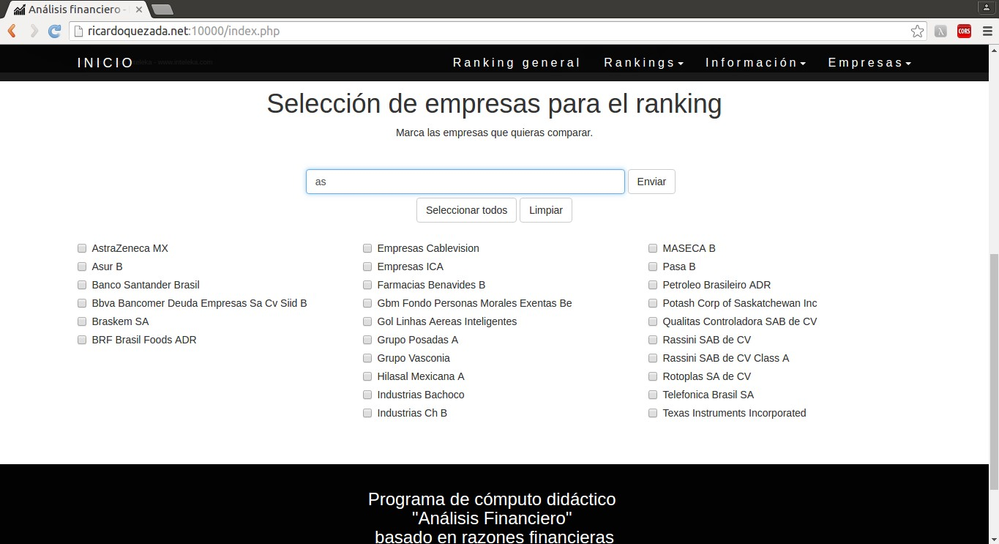 Análisis financiero -
ricardoquezada.net:10000/index.php
CORS
INICIO
Inteleka - www.inteleka.com
Ranking general
Rankings
Información
Empresas
Selección de empresas para el ranking
Marca las empresas que quieras comparar.
as
Enviar
Seleccionar todos
Limpiar
AstraZeneca MX
Asur B
Banco Santander Brasil
Bbva Bancomer Deuda Empresas Sa Cv Siid B
Braskem SA
BRF Brasil Foods ADR
Empresas Cablevision
Empresas ICA
Farmacias Benavides B
Gbm Fondo Personas Morales Exentas Be
Gol Linhas Aereas Inteligentes
Grupo Posadas A
Grupo Vasconia
Hilasal Mexicana A
Industrias Bachoco
Industrias Ch B
MASECA B
Pasa B
Petroleo Brasileiro ADR
Potash Corp of Saskatchewan Inc
Qualitas Controladora SAB de CV
Rassini SAB de CV
Rassini SAB de CV Class A
Rotoplas SA de CV
Telefonica Brasil SA
Texas Instruments Incorporated
Programa de cómputo didáctico
"Análisis Financiero"
basado en razones financieras